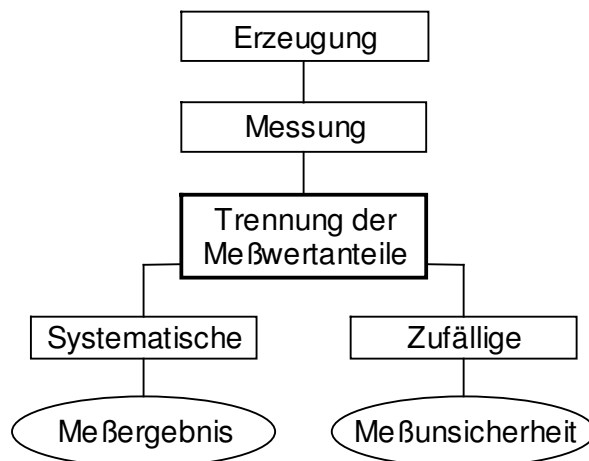 Erzeugung
Messung
Trennung der
Meßwertanteile
Systematische
Zufällige
Meßergebnis
Meßunsicherheit